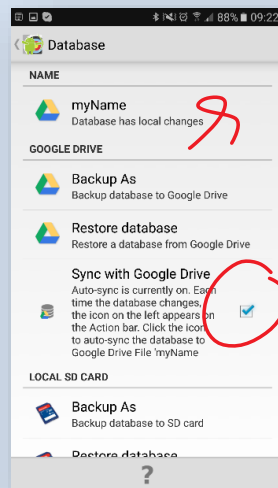 88% 09:22
Database
NAME
myName
Database has local changes
GOOGLE DRIVE
Backup As
Backup database to Google Drive
Restore database
Restore a database from Google Drive
Sync with Google Drive
Auto-sync is currently on. Each
time the database changes,
the icon on the left appears on
the Action bar. Click the icon
to auto-sync the database to
Google Drive File 'myName
LOCAL SD CARD
Backup As
Backup database to SD card
Restore database
?